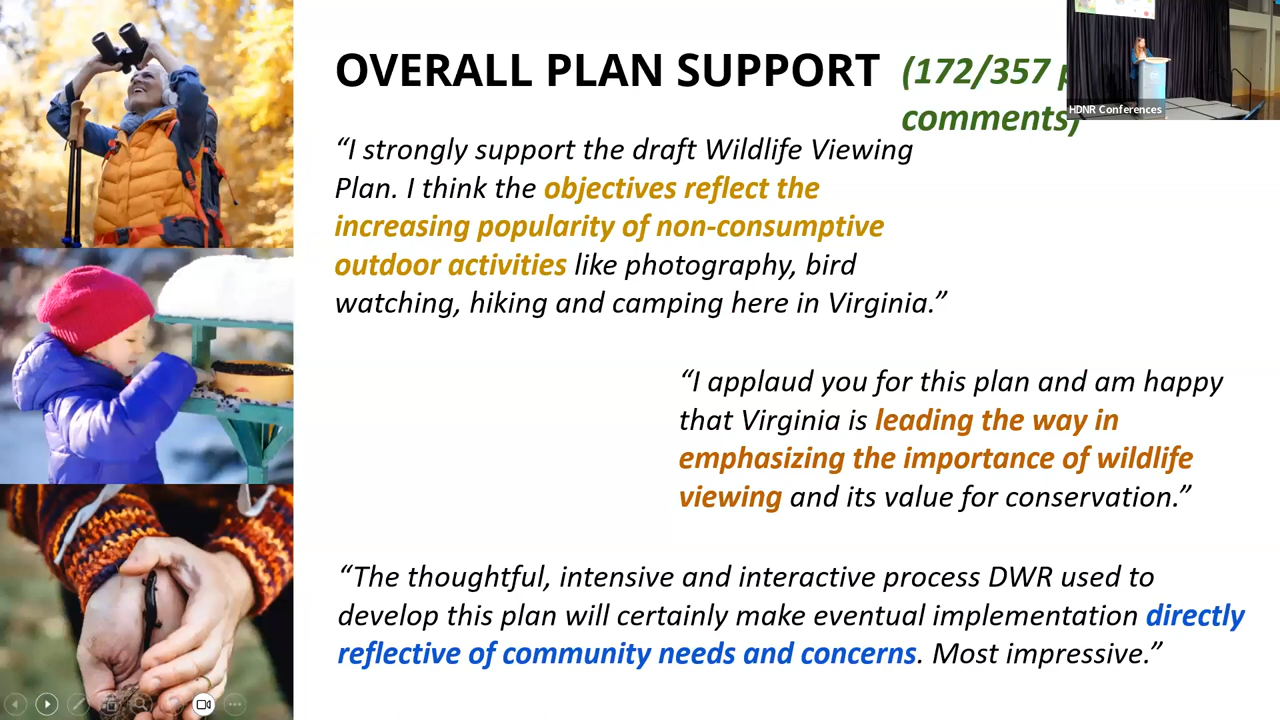 OVERALL PLAN SUPPORT (172/357
comments)
HDNR Conferences
“I strongly support the draft Wildlife Viewing
Plan. I think the objectives reflect the
increasing popularity of non-consumptive
outdoor activities like photography, bird
watching, hiking and camping here in Virginia.”
“I applaud you for this plan and am happy
that Virginia is leading the way in
emphasizing the importance of wildlife
viewing and its value for conservation.”
“The thoughtful, intensive and interactive process DWR used to
develop this plan will certainly make eventual implementation directly
reflective of community needs and concerns. Most impressive.”